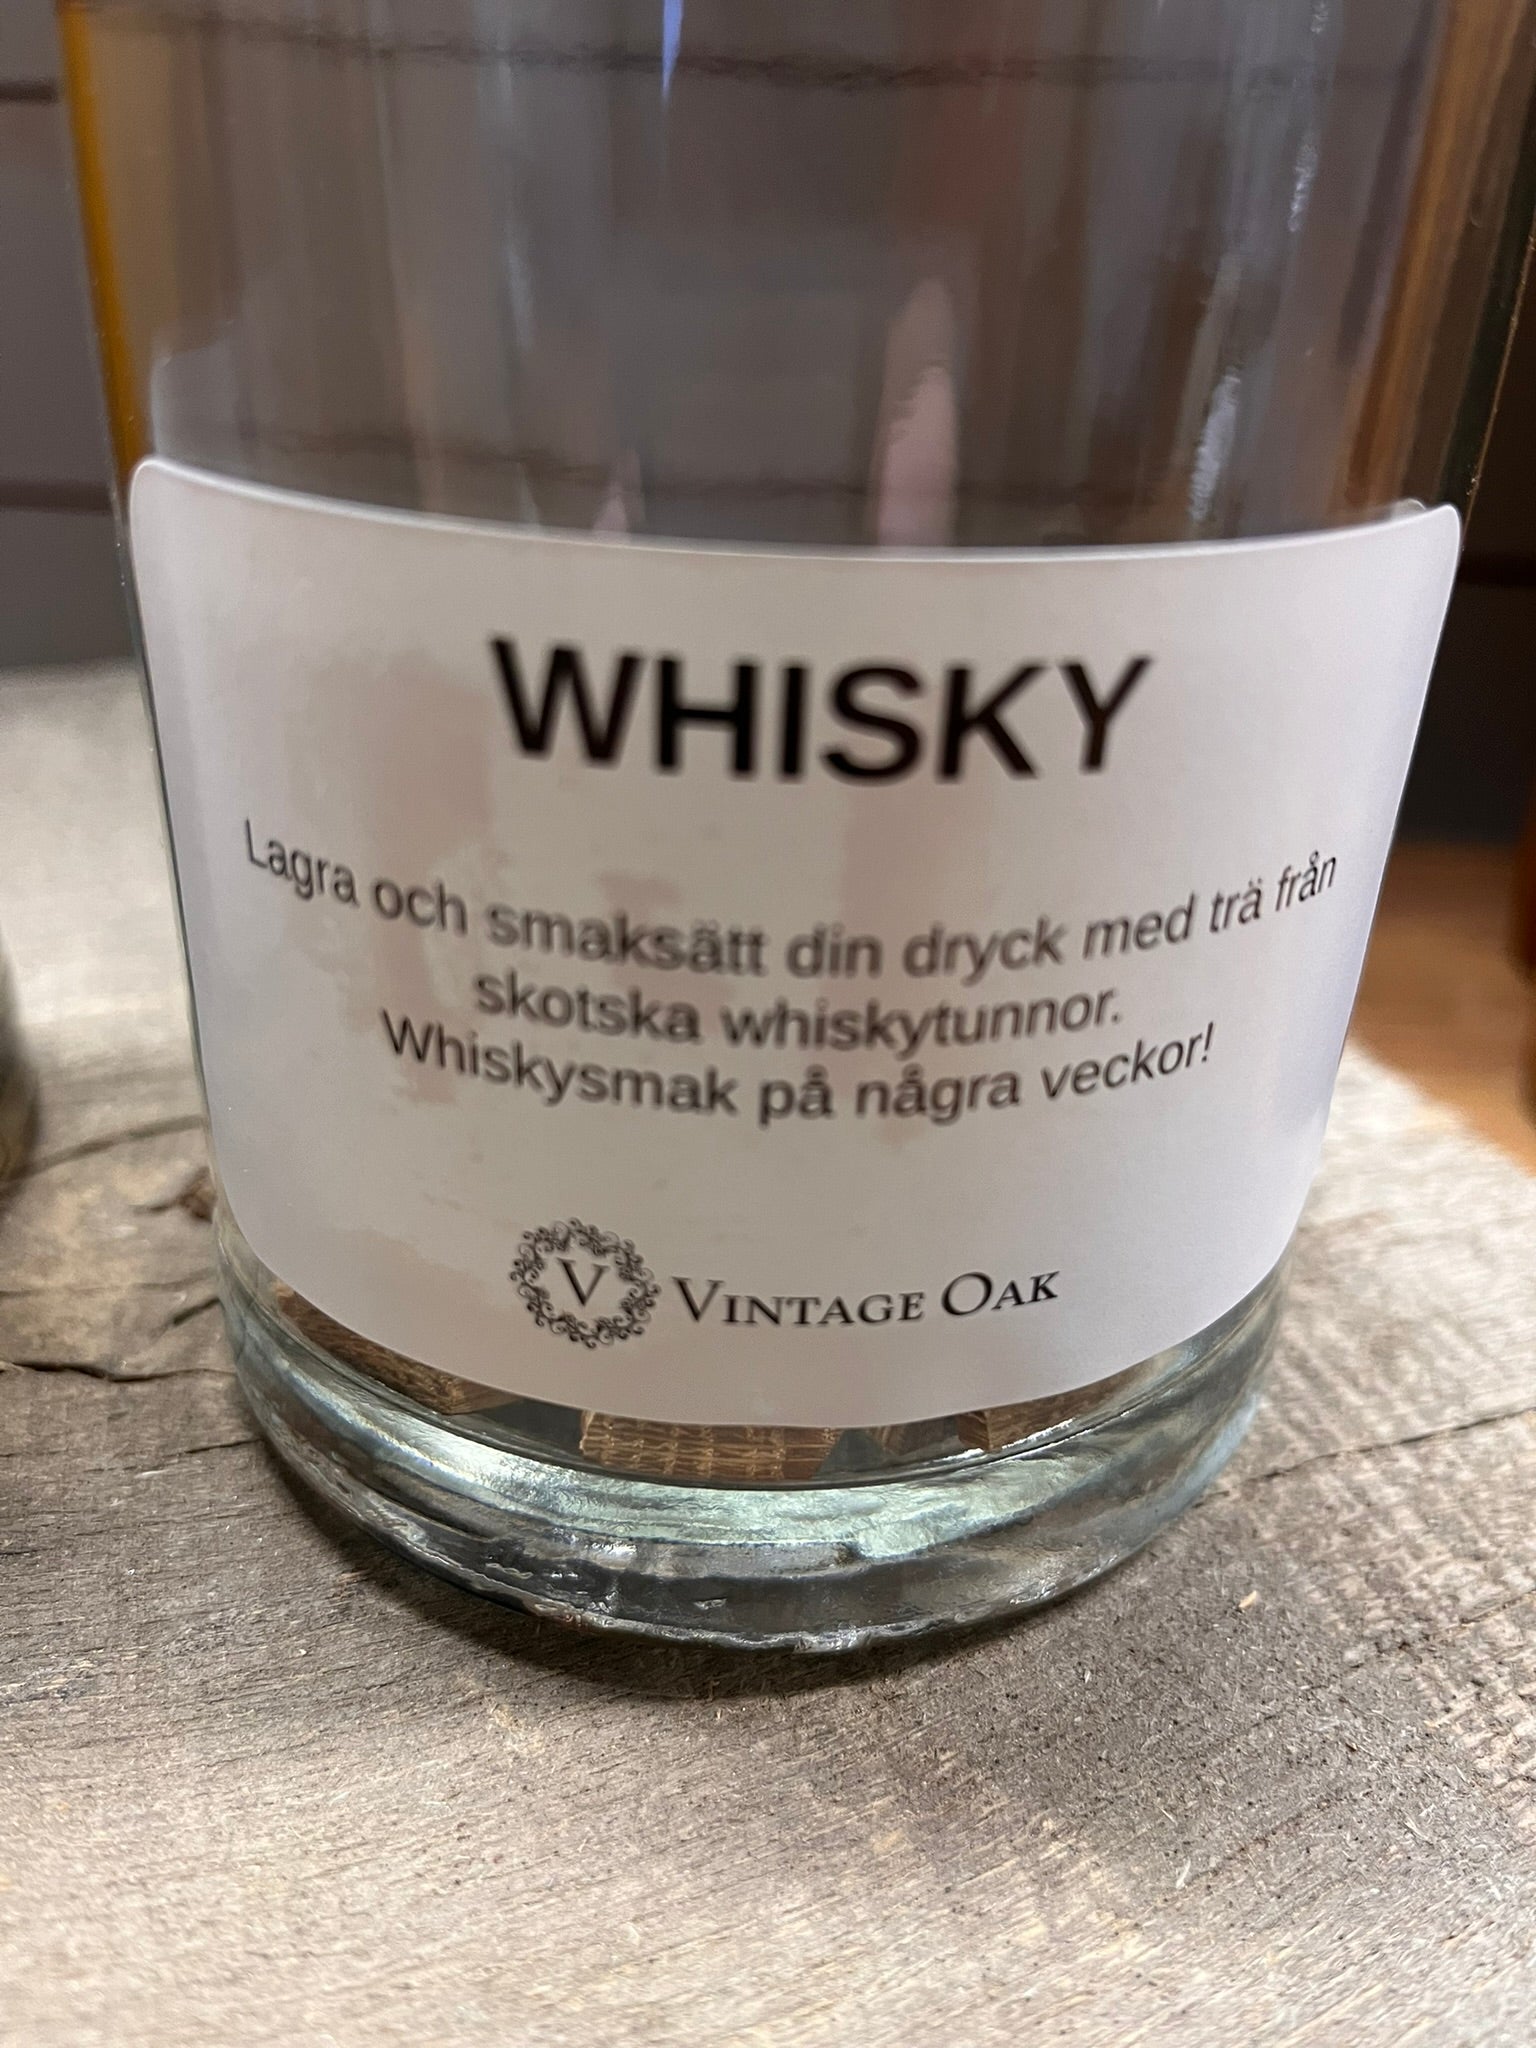 WHISKY
Lagra och smaksätt din dryck med trä från
skotska whiskytunnor.
Whiskysmak på några veckor!
V VINTAGE OAK